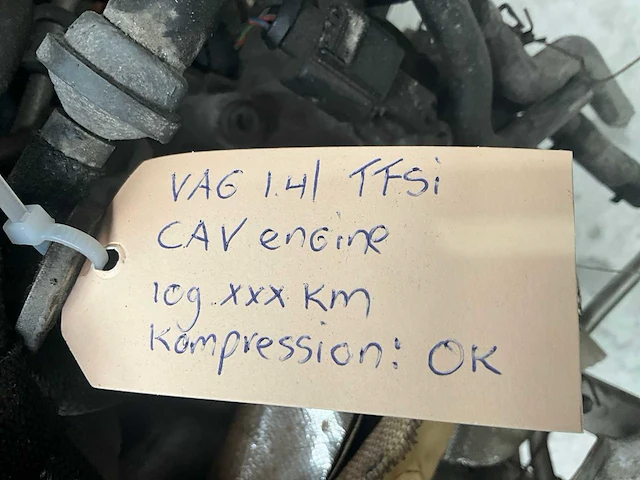 VAG 1.4l TFSi
CAV engine
109.xxx Km
Kompression: OK